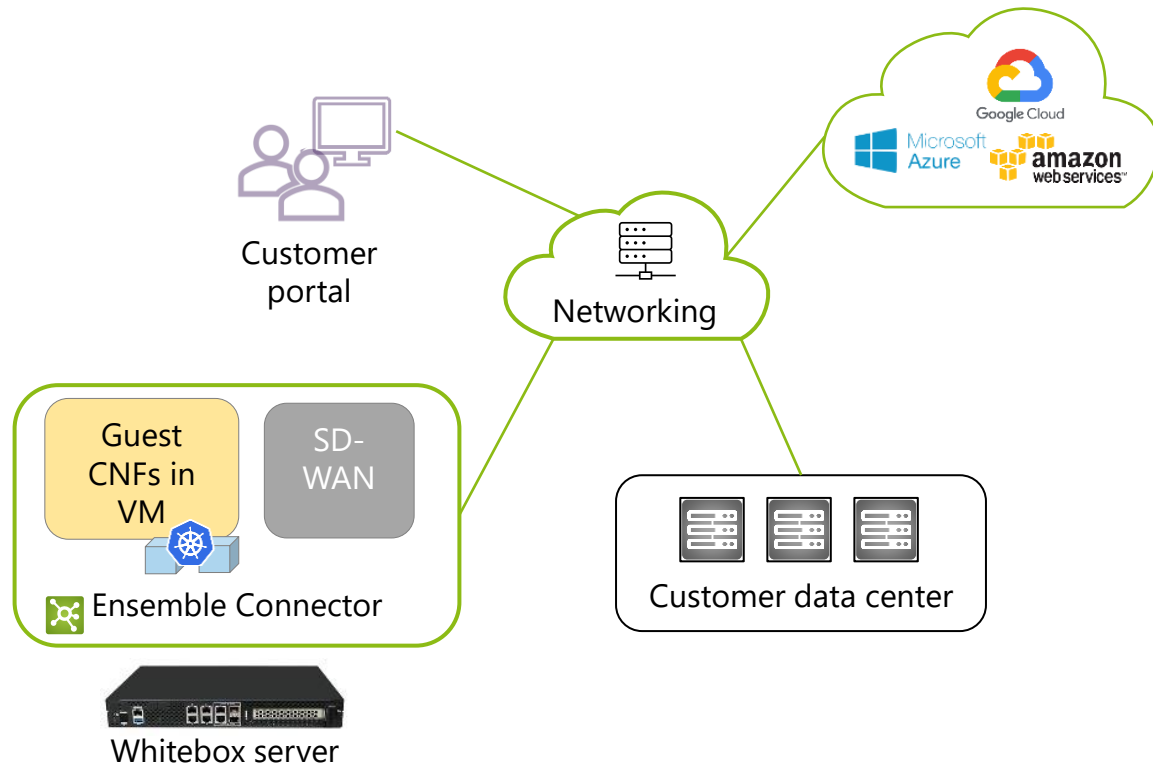 Google Cloud
Microsoft
Azure
amazon
web services™
Customer
portal
Networking
Guest
CNFs in
VM
SD-
WAN
Ensemble Connector
Customer data center
Whitebox server